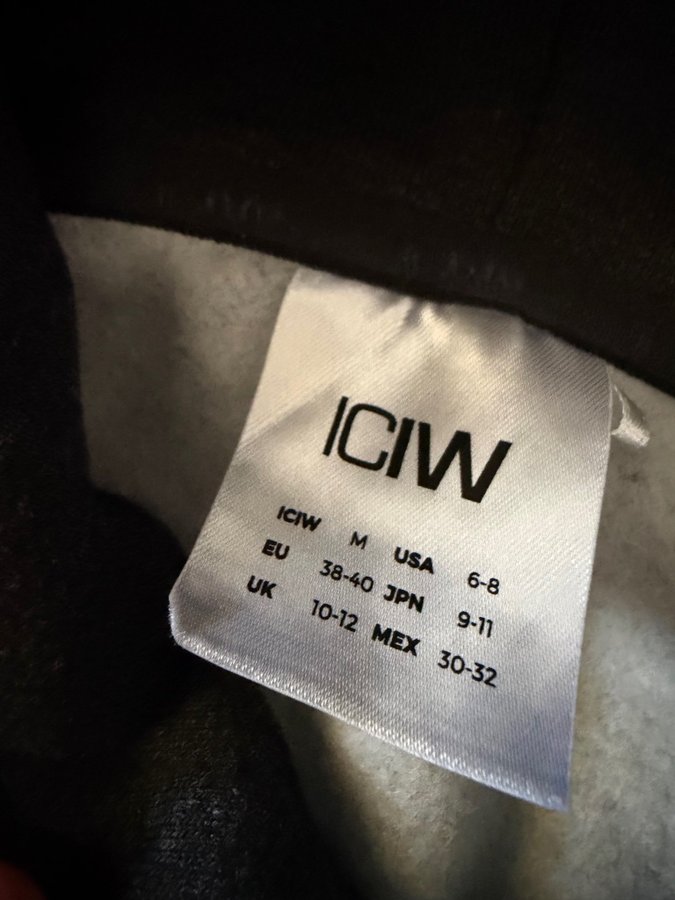 ICIW
ICIW M USA 6-8
EU 38-40 JPN 9-11
UK 10-12 MEX 30-32